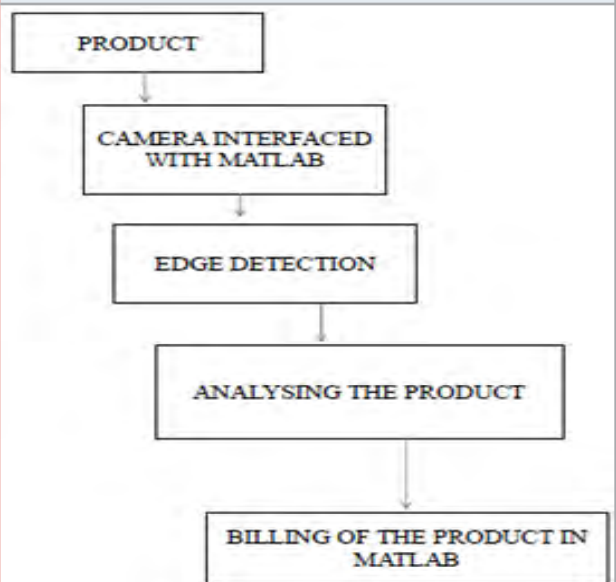 PRODUCT
CAMERA INTERFACED
WITH MATLAB
EDGE DETECTION
ANALYSING THE PRODUCT
BILLING OF THE PRODUCT IN
MATLAB